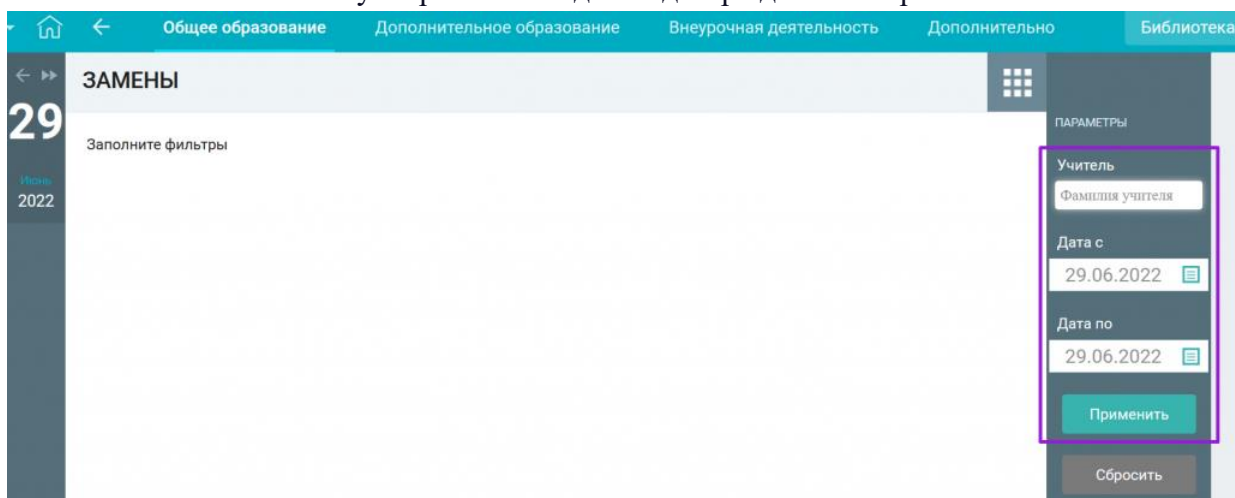 Общее образование Дополнительное образование Внеурочная деятельность Дополнительно Библиотека
ЗАМЕНЫ
29
Июнь
2022
Заполните фильтры
ПАРАМЕТРЫ
Учитель
Фамилия учителя
Дата с
29.06.2022
Дата по
29.06.2022
Применить
Сбросить